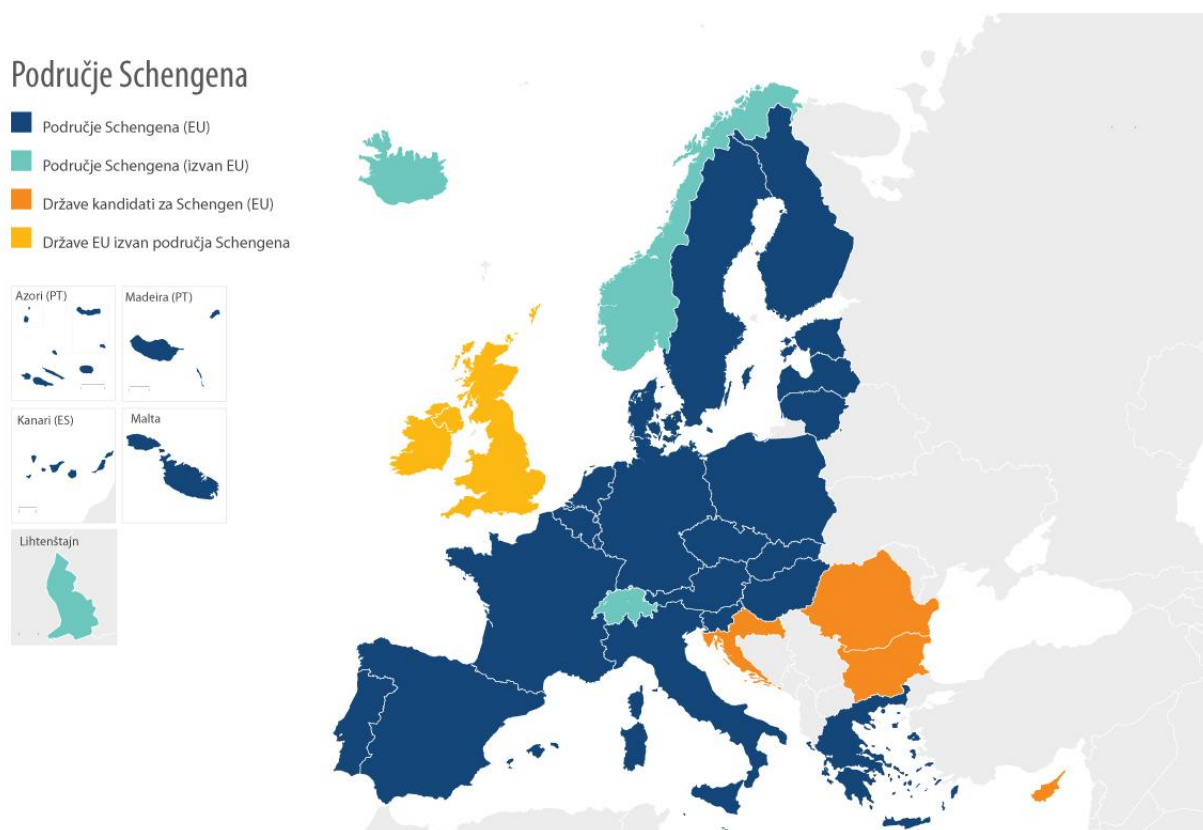 Područje Schengena
Područje Schengena (EU)
Područje Schengena (izvan EU)
Države kandidati za Schengen (EU)
Države EU izvan područja Schengena
Azori (PT)
Madeira (PT)
Kanari (ES)
Malta
Lihtenštajn